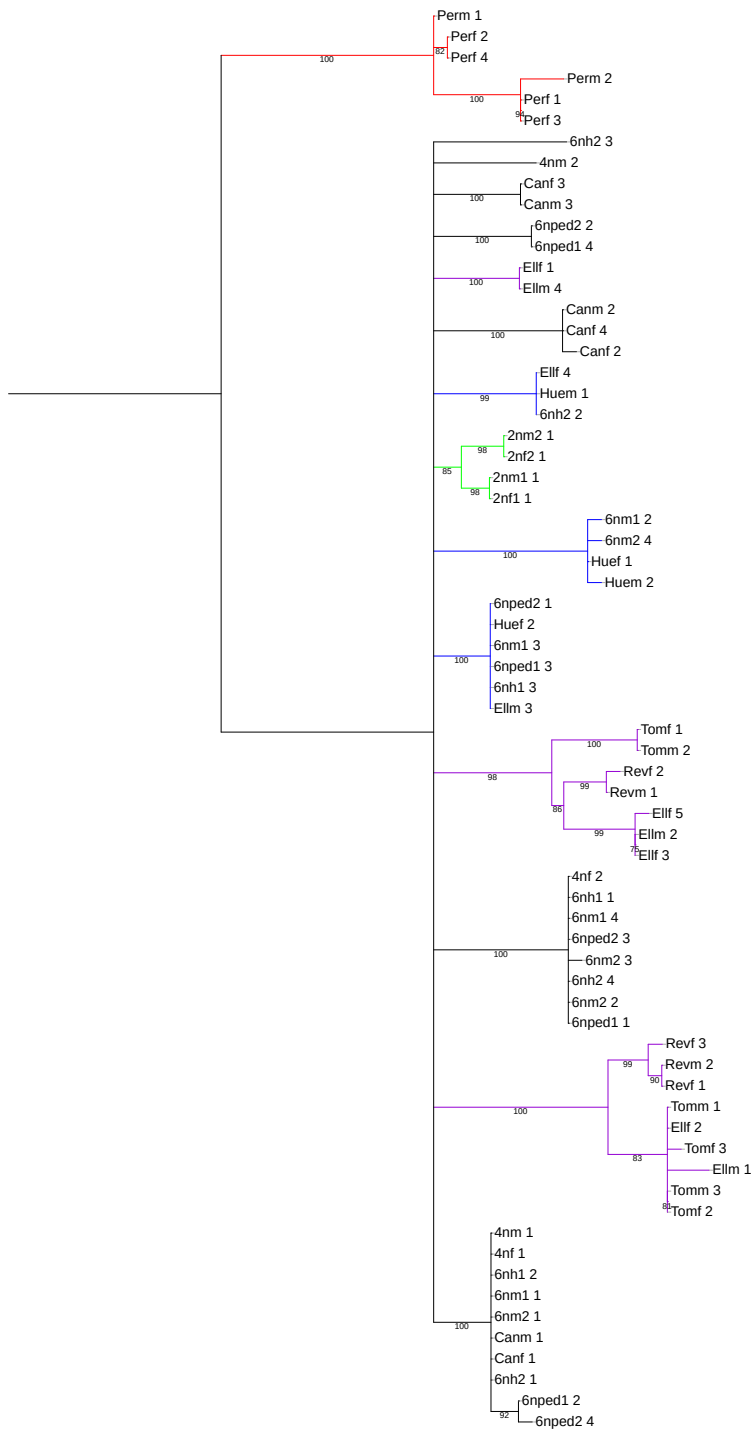 Perm 1
Perf 2
82
Perf 4
100
Perm 2
100
Perf 1
94
Perf 3
6nh2 3
4nm 2
Canf 3
100
Canm 3
6nped2 2
100
6nped1 4
Ellf 1
100
Ellm 4
Canm 2
100
Canf 4
Canf 2
Ellf 4
99
Huem 1
6nh2 2
2nm2 1
98
2nf2 1
85
2nm1 1
98
2nf1 1
6nm1 2
6nm2 4
100
Huef 1
Huem 2
6nped2 1
Huef 2
6nm1 3
100
6nped1 3
6nh1 3
Ellm 3
Tomf 1
100
Tomm 2
98
Revf 2
99
Revm 1
86
Ellf 5
99
Ellm 2
75
Ellf 3
4nf 2
6nh1 1
6nm1 4
6nped2 3
100
6nm2 3
6nh2 4
6nm2 2
6nped1 1
Revf 3
99
Revm 2
90
Revf 1
100
Tomm 1
Ellf 2
83
Tomf 3
Ellm 1
Tomm 3
81
Tomf 2
4nm 1
4nf 1
6nh1 2
6nm1 1
6nm2 1
100
Canm 1
Canf 1
6nh2 1
6nped1 2
92
6nped2 4